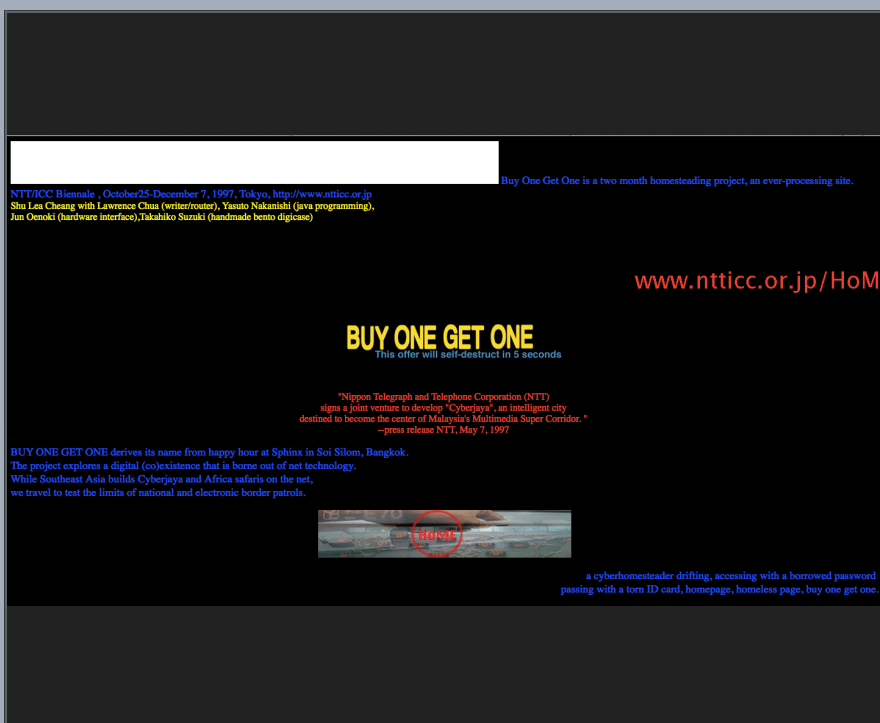 Buy One Get One is a two month homesteading project, an ever-processing site.
NTT/ICC Biennale , October25-December 7, 1997, Tokyo, http://www.ntticc.or.jp
Shu Lea Cheang with Lawrence Chua (writer/router), Yasuto Nakanishi (java programming),
Jun Oenoki (hardware interface),Takahiko Suzuki (handmade bento digicase)
www.ntticc.or.jp/HoM
BUY ONE GET ONE
This offer will self-destruct in 5 seconds
"Nippon Telegraph and Telephone Corporation (NTT)
signs a joint venture to develop "Cyberjaya", an intelligent city
destined to become the center of Malaysia's Multimedia Super Corridor. "
--press release NTT, May 7, 1997
BUY ONE GET ONE derives its name from happy hour at Sphinx in Soi Silom, Bangkok.
The project explores a digital (co)existence that is borne out of net technology.
While Southeast Asia builds Cyberjaya and Africa safaris on the net,
we travel to test the limits of national and electronic border patrols.
HoME
a cyberhomesteader drifting, accessing with a borrowed password
passing with a torn ID card, homepage, homeless page, buy one get one.